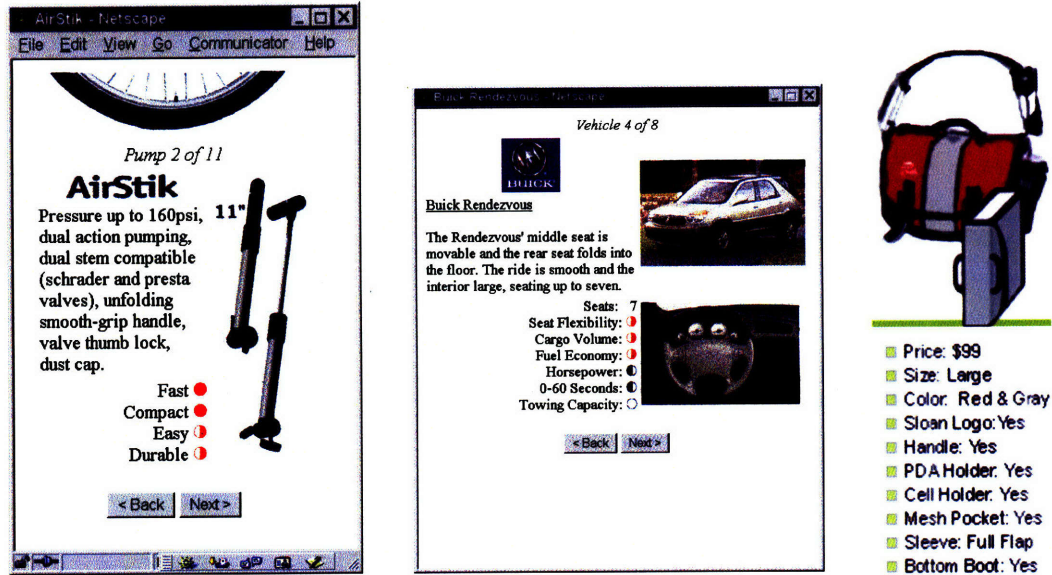 AirStik - Netscape
File Edit View Go Communicator Help
Pump 2 of 11
AirStik
Pressure up to 160psi,
dual action pumping,
dual stem compatible
(schrader and presta
valves), unfolding
smooth-grip handle,
valve thumb lock,
dust cap.
11"
Fast
Compact
Easy
Durable
< Back Next >
Buick Rendezvous - Netscape
Vehicle 4 of 8
BUICK
Buick Rendezvous
The Rendezvous' middle seat is
movable and the rear seat folds into
the floor. The ride is smooth and the
interior large, seating up to seven.
Seats: 7
Seat Flexibility:
Cargo Volume:
Fuel Economy:
Horsepower:
0-60 Seconds:
Towing Capacity:
< Back Next >
Price: $99
Size: Large
Color: Red & Gray
Sloan Logo: Yes
Handle: Yes
PDA Holder: Yes
Cell Holder: Yes
Mesh Pocket: Yes
Sleeve: Full Flap
Bottom Boot: Yes